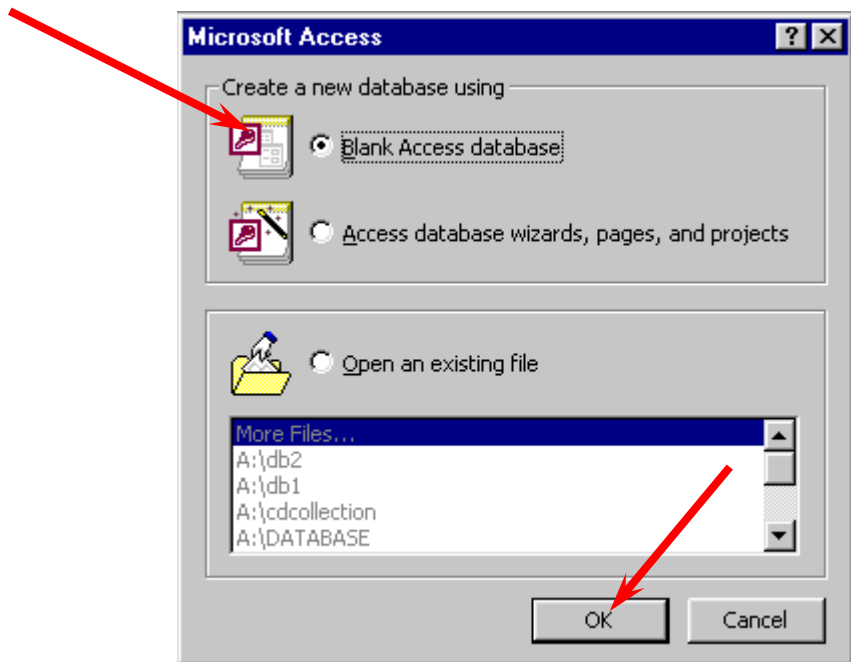 Microsoft Access
Create a new database using
Blank Access database
Access database wizards, pages, and projects
Open an existing file
More Files...
A:\db2
A:\db1
A:\cdcollection
A:\DATABASE
OK Cancel